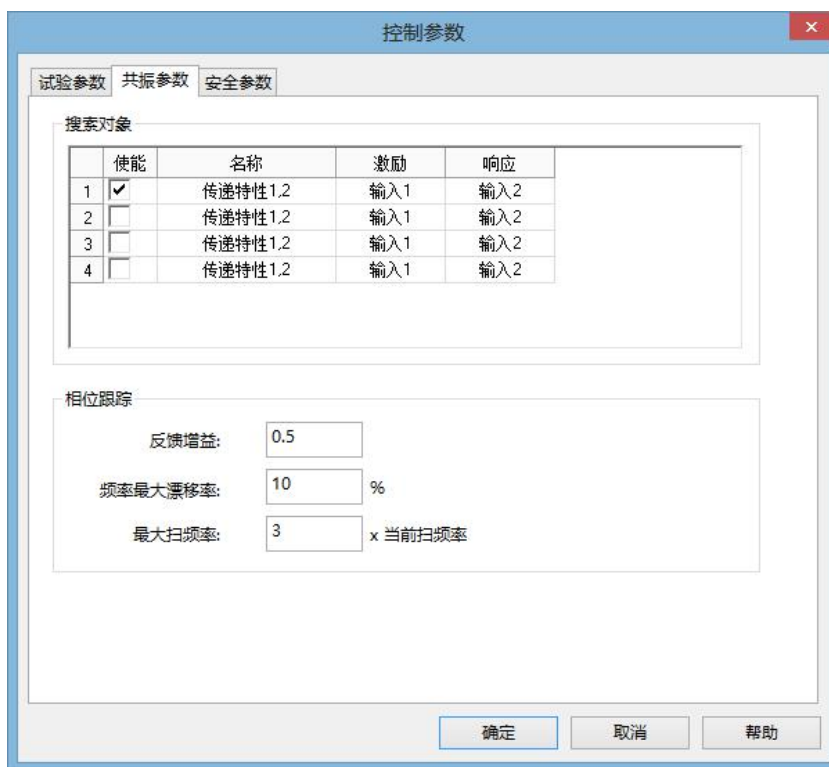 控制参数
试验参数 共振参数 安全参数
搜索对象
使能 名称 激励 响应
1 传递特性1,2 输入1 输入2
2 传递特性1,2 输入1 输入2
3 传递特性1,2 输入1 输入2
4 传递特性1,2 输入1 输入2
相位跟踪
反馈增益: 0.5
频率最大漂移率: 10 %
最大扫频率: 3 x 当前扫频率
确定 取消 帮助